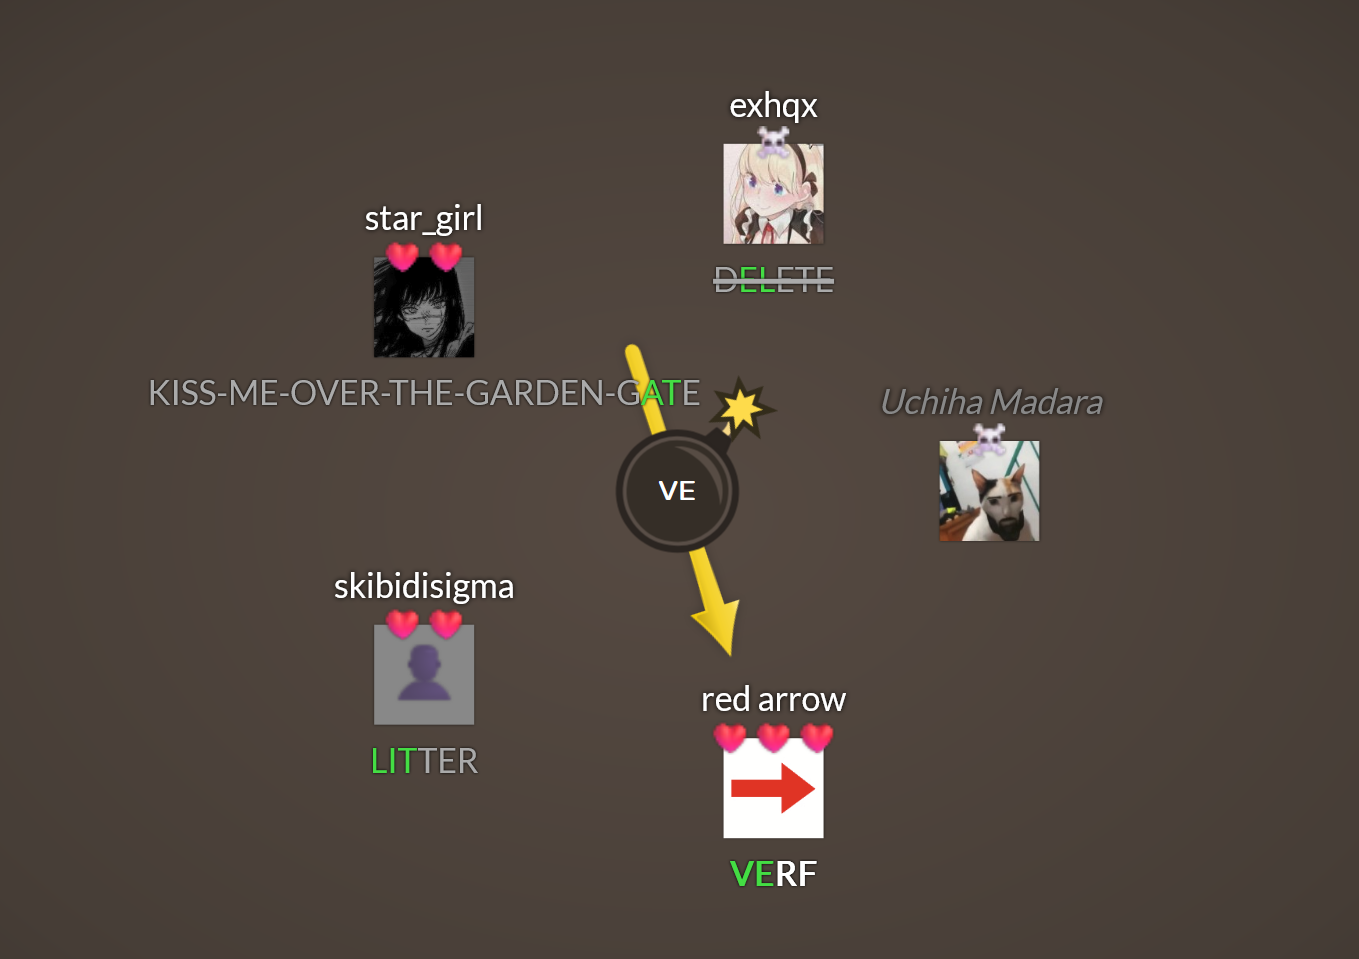 exhqx
DELETE
star_girl
KISS-ME-OVER-THE-GARDEN-GATE
Uchiha Madara
VE
skibidisigma
LITTER
red arrow
VERF